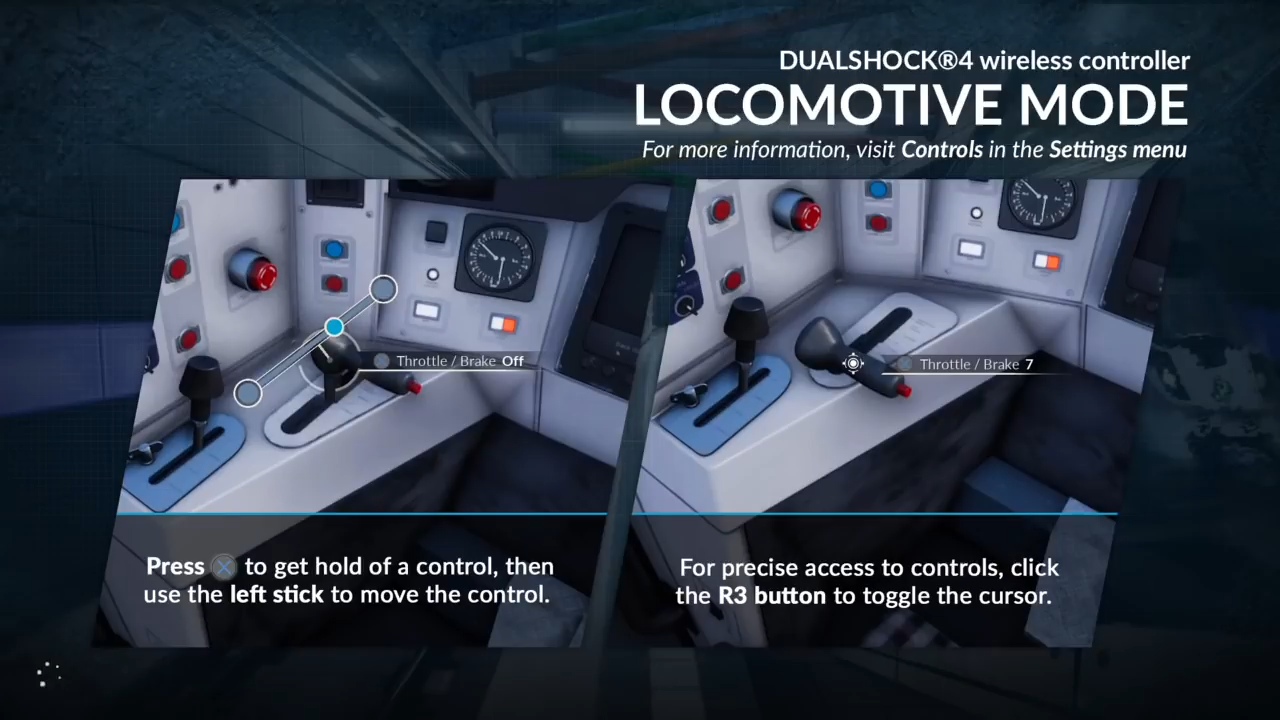 DUALSHOCK®4 wireless controller
LOCOMOTIVE MODE
For more information, visit Controls in the Settings menu
Throttle / Brake Off
Throttle / Brake 7
Press to get hold of a control, then
use the left stick to move the control.
For precise access to controls, click
the R3 button to toggle the cursor.